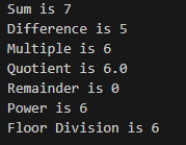 Sum is 7
Difference is 5
Multiple is 6
Quotient is 6.0
Remainder is 0
Power is 6
Floor Division is 6